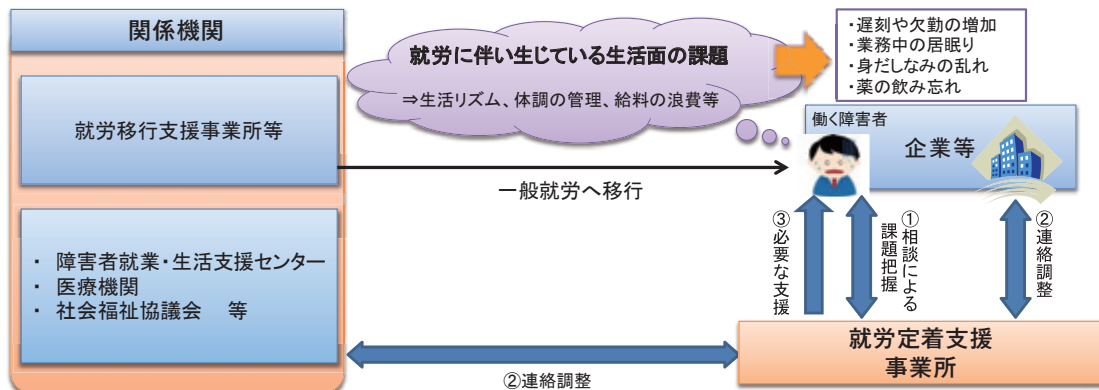 関係機関
就労移行支援事業所等
・ 障害者就業・生活支援センター
・ 医療機関
・ 社会福祉協議会 等
就労に伴い生じている生活面の課題
⇒生活リズム、体調の管理、給料の浪費等
・遅刻や欠勤の増加
・業務中の居眠り
・身だしなみの乱れ
・薬の飲み忘れ
働く障害者
企業等
一般就労へ移行
③必要な支援
①相談による
課題把握
②連絡調整
就労定着支援
事業所
②連絡調整